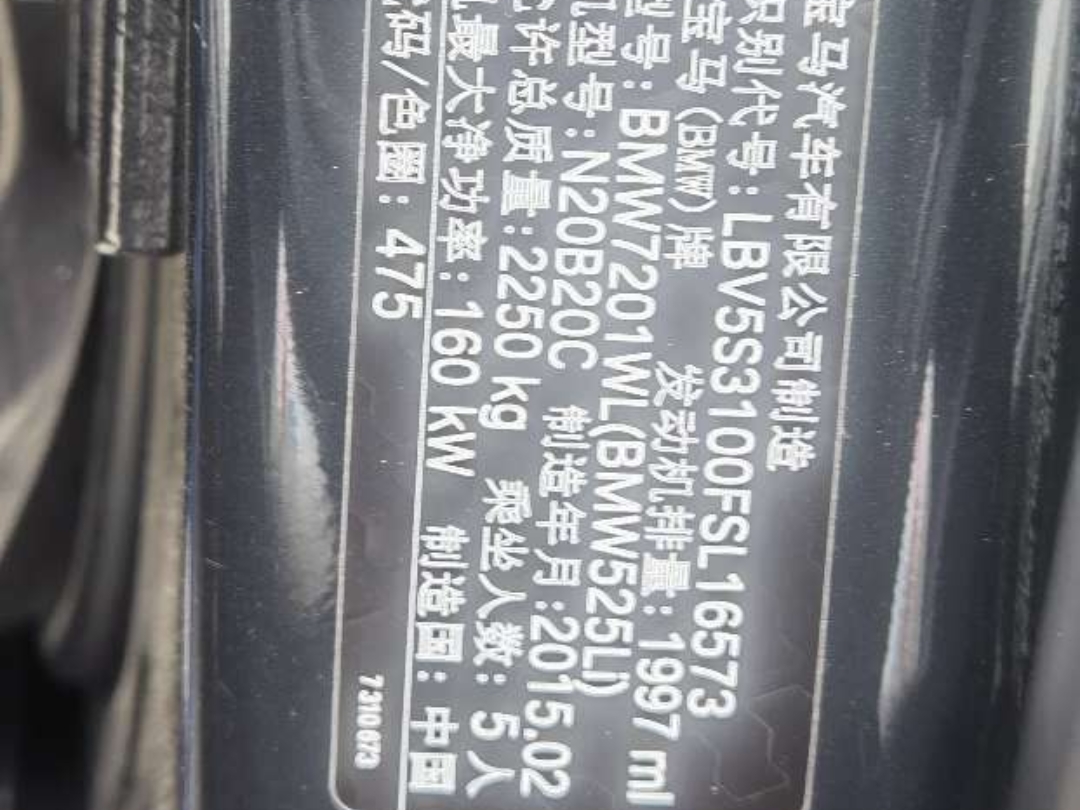 宝马汽车有限公司制造
识别代号：LBV5S3100FSL16573
宝马(BMW)牌 发动机排量：1997 ml
型号：BMW7201WL(BMW525Li)
机型号：N20B20C 制造年月：2015.02
允许总质量：2250 kg 乘坐人数：5人
机最大净功率：160 kW 制造国：中国
代码/色圈：475
7310673